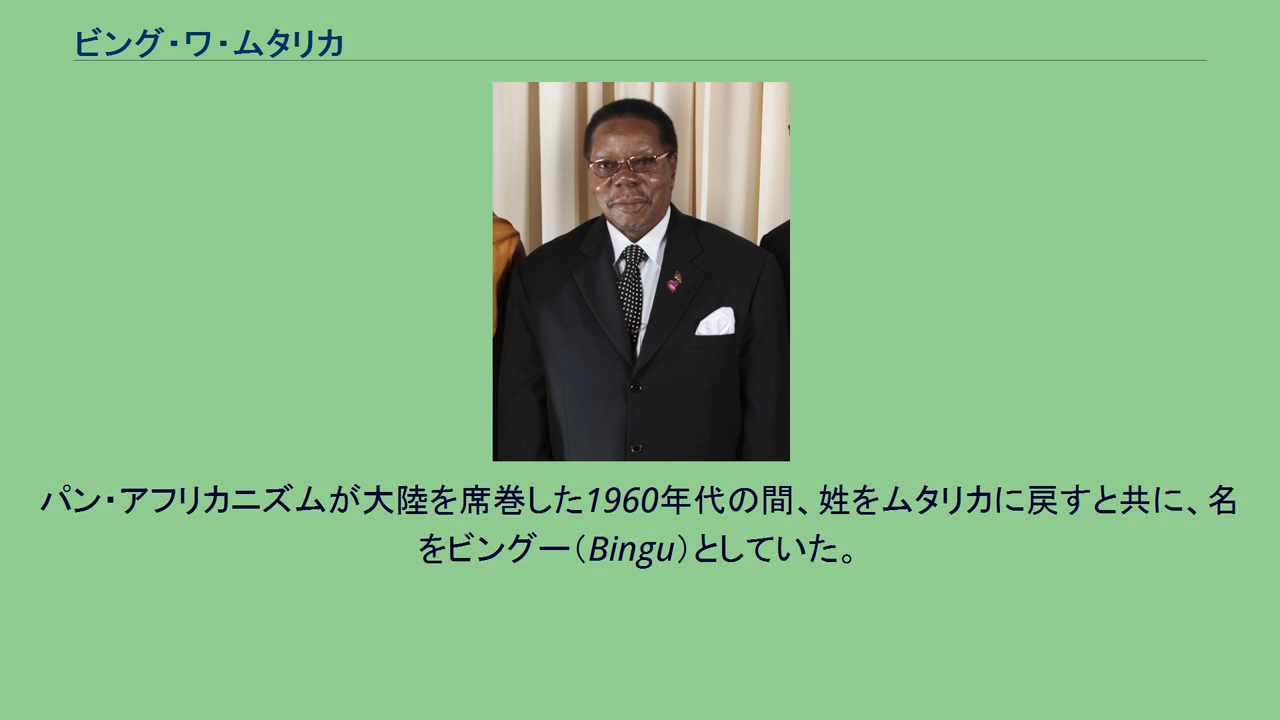 ビング・ワ・ムタリカ
パン・アフリカニズムが大陸を席巻した1960年代の間、姓をムタリカに戻すと共に、名
をビングー（Bingu）としていた。